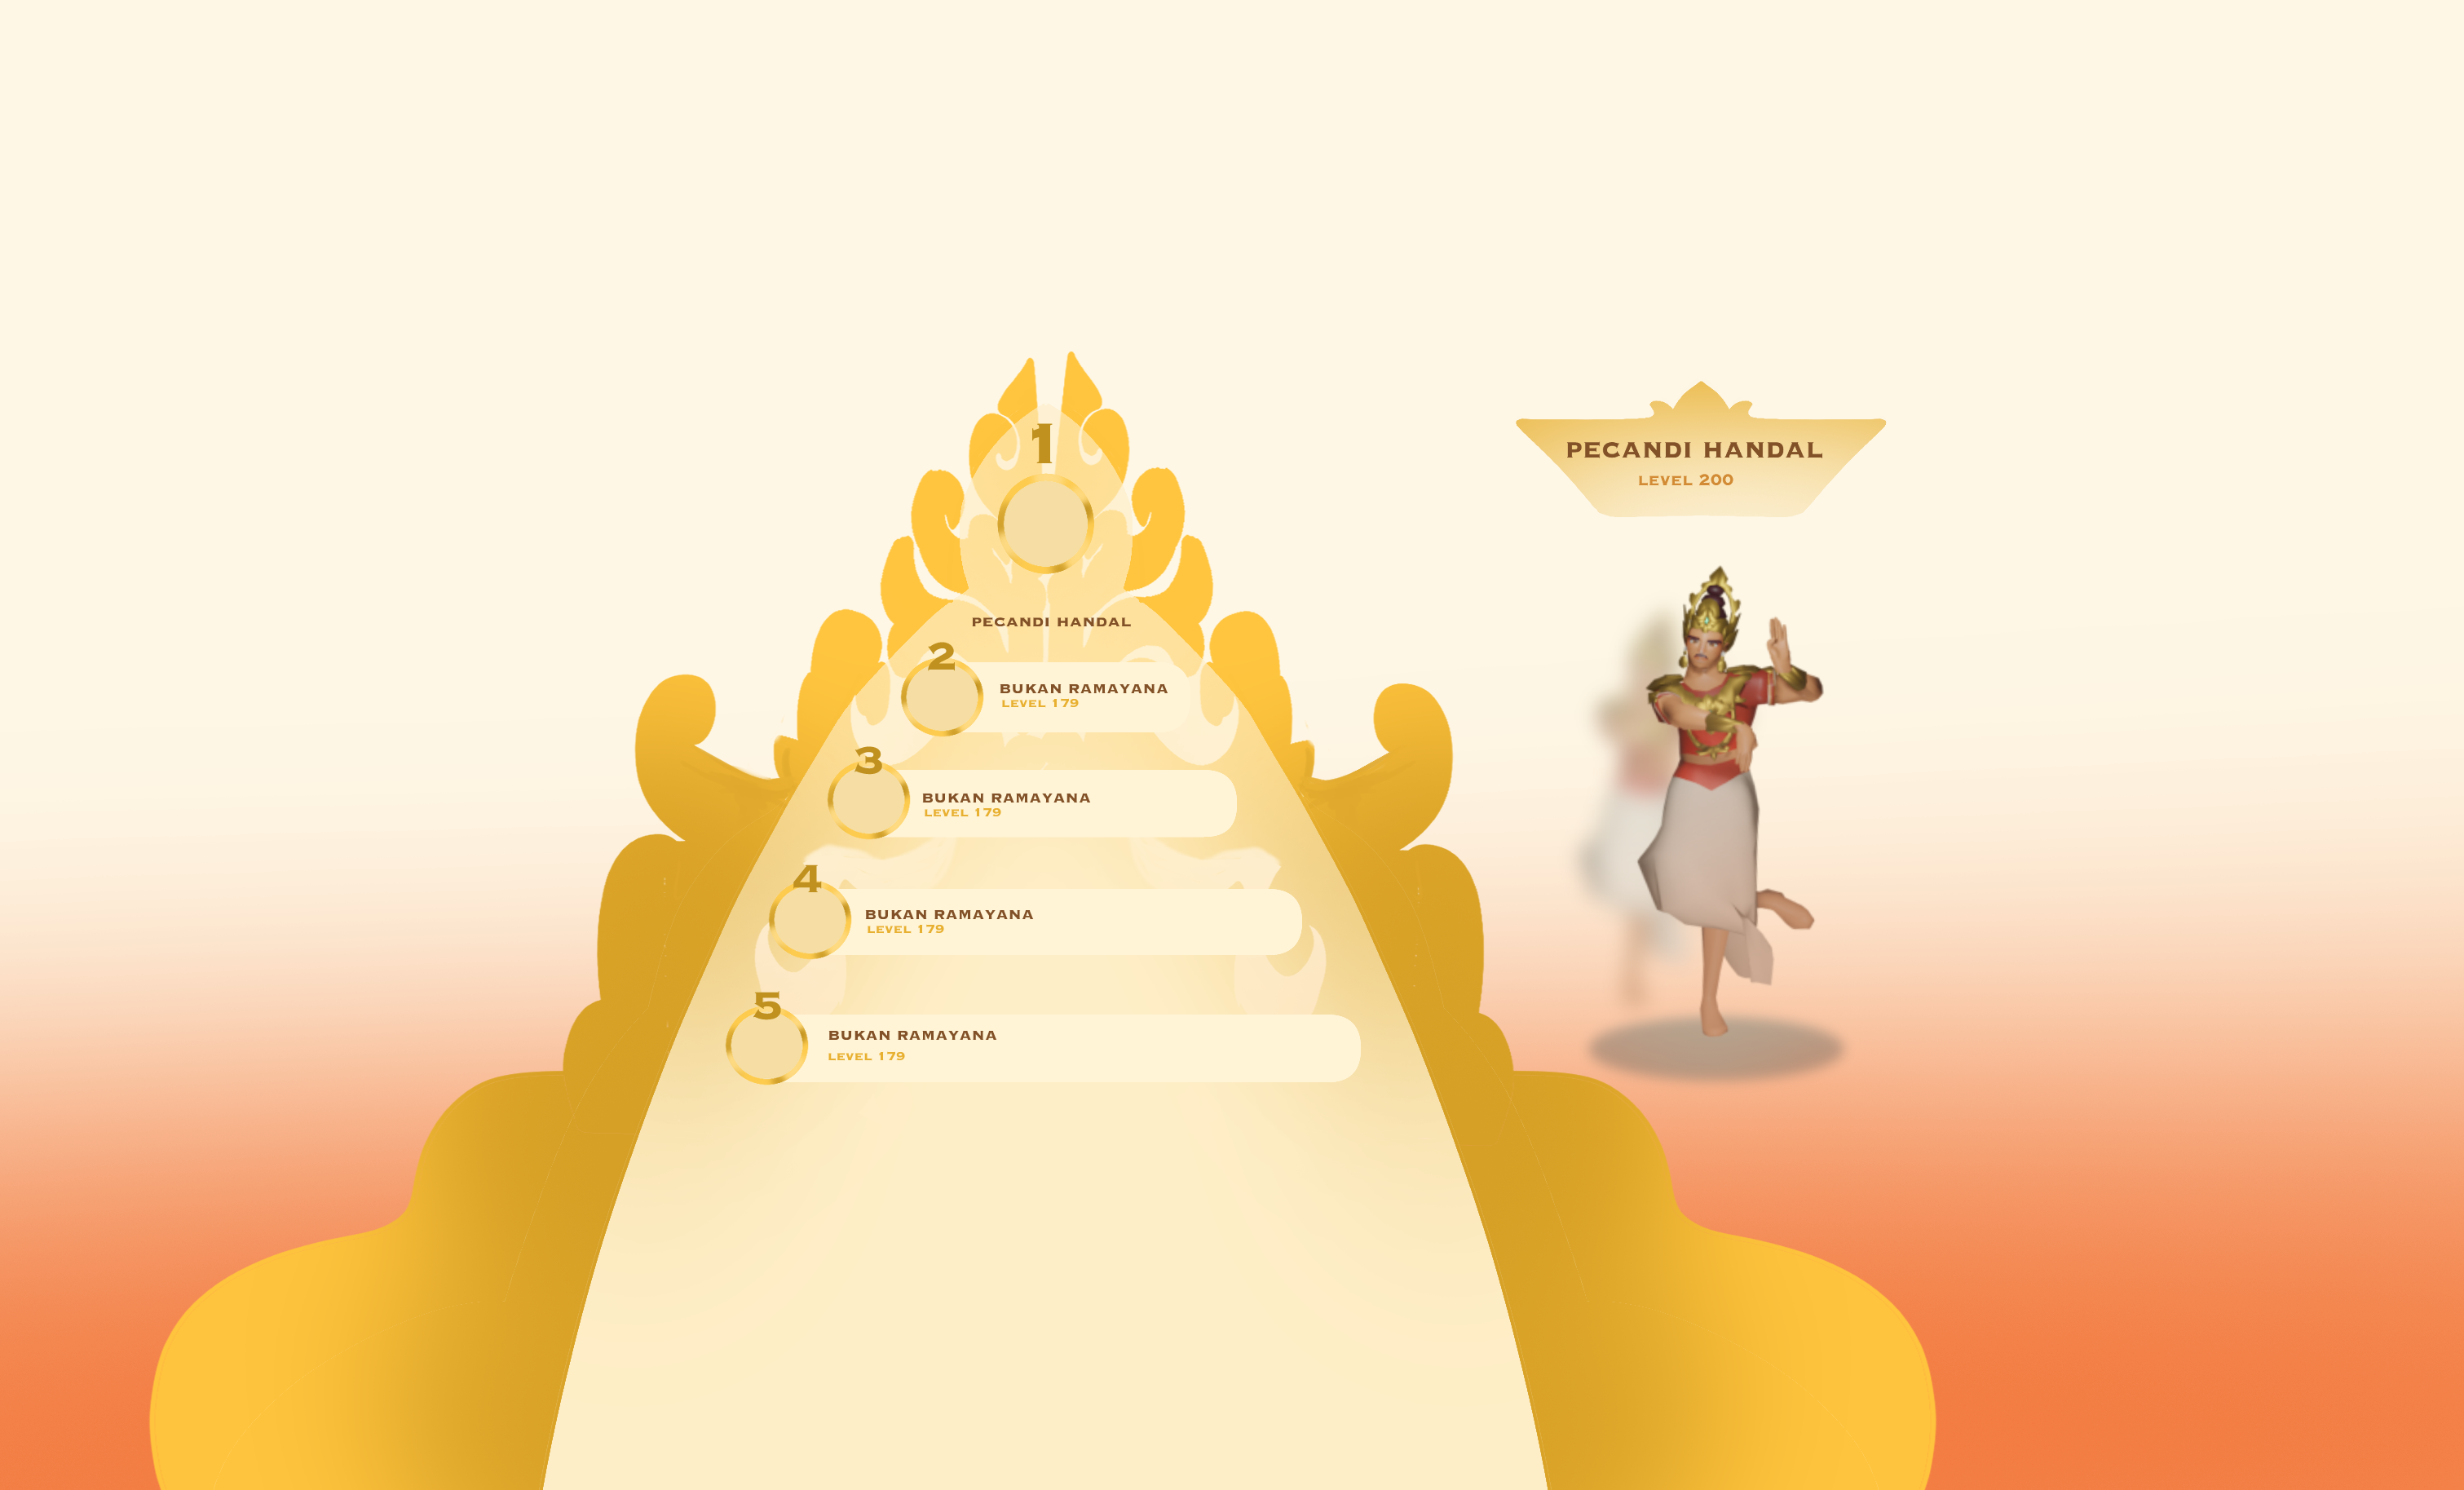 1
PECANDI HANDAL
2
BUKAN RAMAYANA
LEVEL 179
3
BUKAN RAMAYANA
LEVEL 179
4
BUKAN RAMAYANA
LEVEL 179
5
BUKAN RAMAYANA
LEVEL 179
PECANDI HANDAL
LEVEL 200